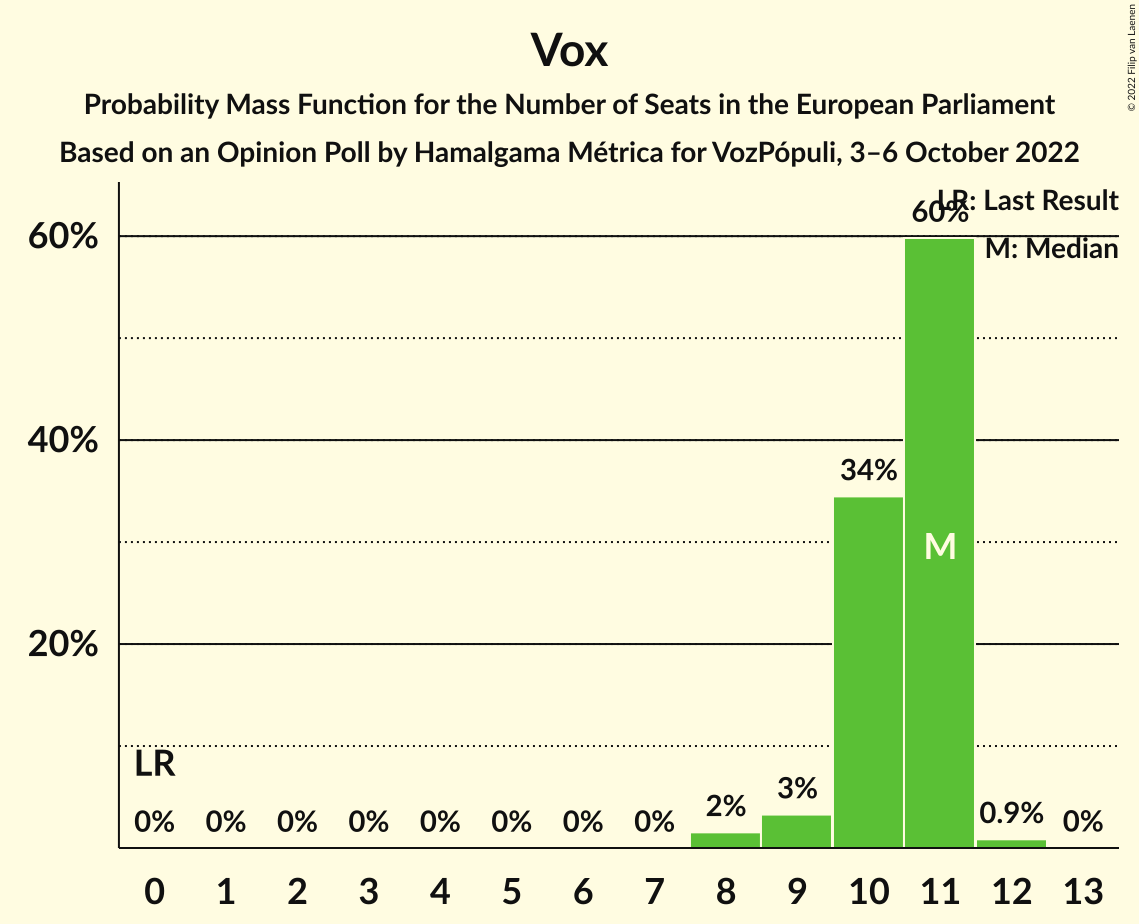 Vox
Probability Mass Function for the Number of Seats in the European Parliament
Based on an Opinion Poll by Hamalgama Métrica for VozPópuli, 3–6 October 2022
© 2022 Filip van Laenen
LR: Last Result
M: Median
60%
40%
20%
LR
0% 0% 0% 0% 0% 0% 0% 0% 2% 3% 34% 60% 0.9% 0%
M
0 1 2 3 4 5 6 7 8 9 10 11 12 13